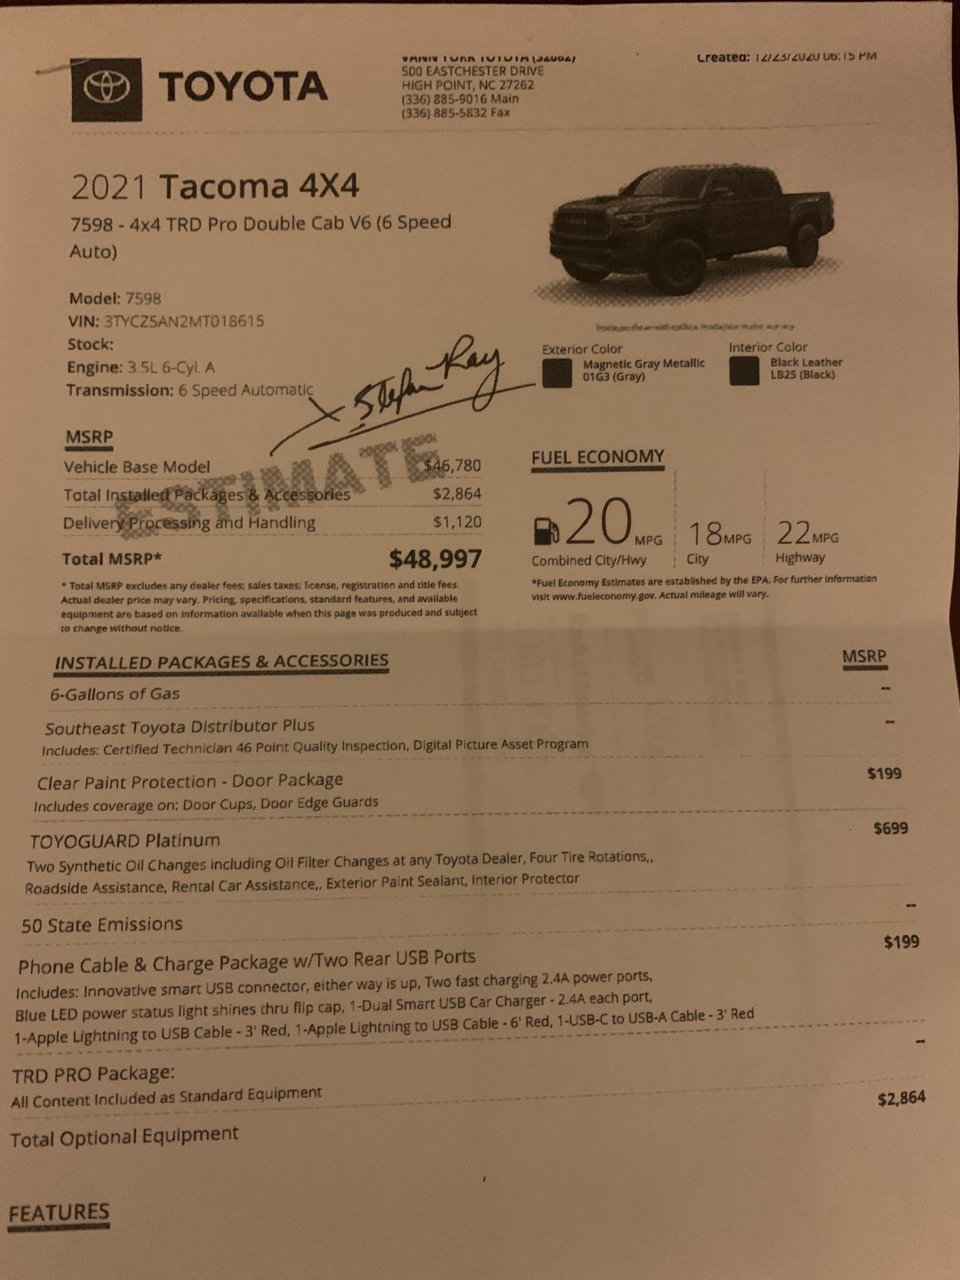 TOYOTA
VANN YORK TOYOTA (32082)
500 EASTCHESTER DRIVE
HIGH POINT, NC 27262
(336) 885-9016 Main
(336) 885-5832 Fax
Created: 12/23/2020 06:15 PM
2021 Tacoma 4X4
7598 - 4x4 TRD Pro Double Cab V6 (6 Speed
Auto)
Model: 7598
VIN: 3TYCZ5AN2MT018615
Stock:
Engine: 3.5L 6-Cyl. A
Transmission: 6 Speed Automatic
X Stefan Ray
Exterior Color
Magnetic Gray Metallic
01G3 (Gray)
Interior Color
Black Leather
LB25 (Black)
MSRP
ESTIMATE
Vehicle Base Model $46,780
Total Installed Packages & Accessories $2,864
Delivery Processing and Handling $1,120
Total MSRP* $48,997
* Total MSRP excludes any dealer fees; sales taxes; license, registration and title fees.
Actual dealer price may vary. Pricing, specifications, standard features, and available
equipment are based on information available when this page was produced and subject
to change without notice.
FUEL ECONOMY
20 MPG
Combined City/Hwy
18 MPG
City
22 MPG
Highway
*Fuel Economy Estimates are established by the EPA. For further information
visit www.fueleconomy.gov. Actual mileage will vary.
INSTALLED PACKAGES & ACCESSORIES MSRP
6-Gallons of Gas --
Southeast Toyota Distributor Plus --
Includes: Certified Technician 46 Point Quality Inspection, Digital Picture Asset Program
Clear Paint Protection - Door Package $199
Includes coverage on: Door Cups, Door Edge Guards
TOYOGUARD Platinum $699
Two Synthetic Oil Changes including Oil Filter Changes at any Toyota Dealer, Four Tire Rotations,,
Roadside Assistance, Rental Car Assistance,, Exterior Paint Sealant, Interior Protector
50 State Emissions --
Phone Cable & Charge Package w/Two Rear USB Ports $199
Includes: Innovative smart USB connector, either way is up, Two fast charging 2.4A power ports,
Blue LED power status light shines thru flip cap, 1-Dual Smart USB Car Charger - 2.4A each port,
1-Apple Lightning to USB Cable - 3' Red, 1-Apple Lightning to USB Cable - 6' Red, 1-USB-C to USB-A Cable - 3' Red
TRD PRO Package: --
All Content Included as Standard Equipment
Total Optional Equipment $2,864
FEATURES